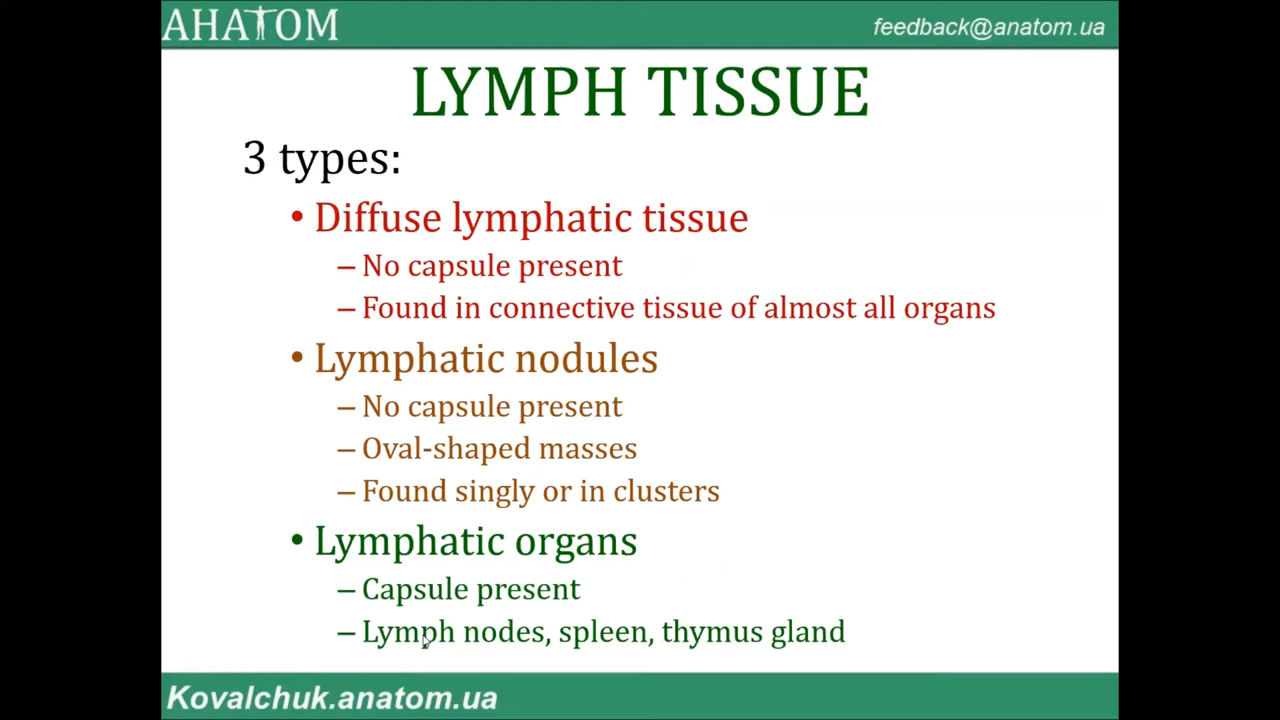 АНАТОМ
feedback@anatom.ua
LYMPH TISSUE
3 types:
• Diffuse lymphatic tissue
– No capsule present
– Found in connective tissue of almost all organs
• Lymphatic nodules
– No capsule present
– Oval-shaped masses
– Found singly or in clusters
• Lymphatic organs
– Capsule present
– Lymph nodes, spleen, thymus gland
Kovalchuk.anatom.ua